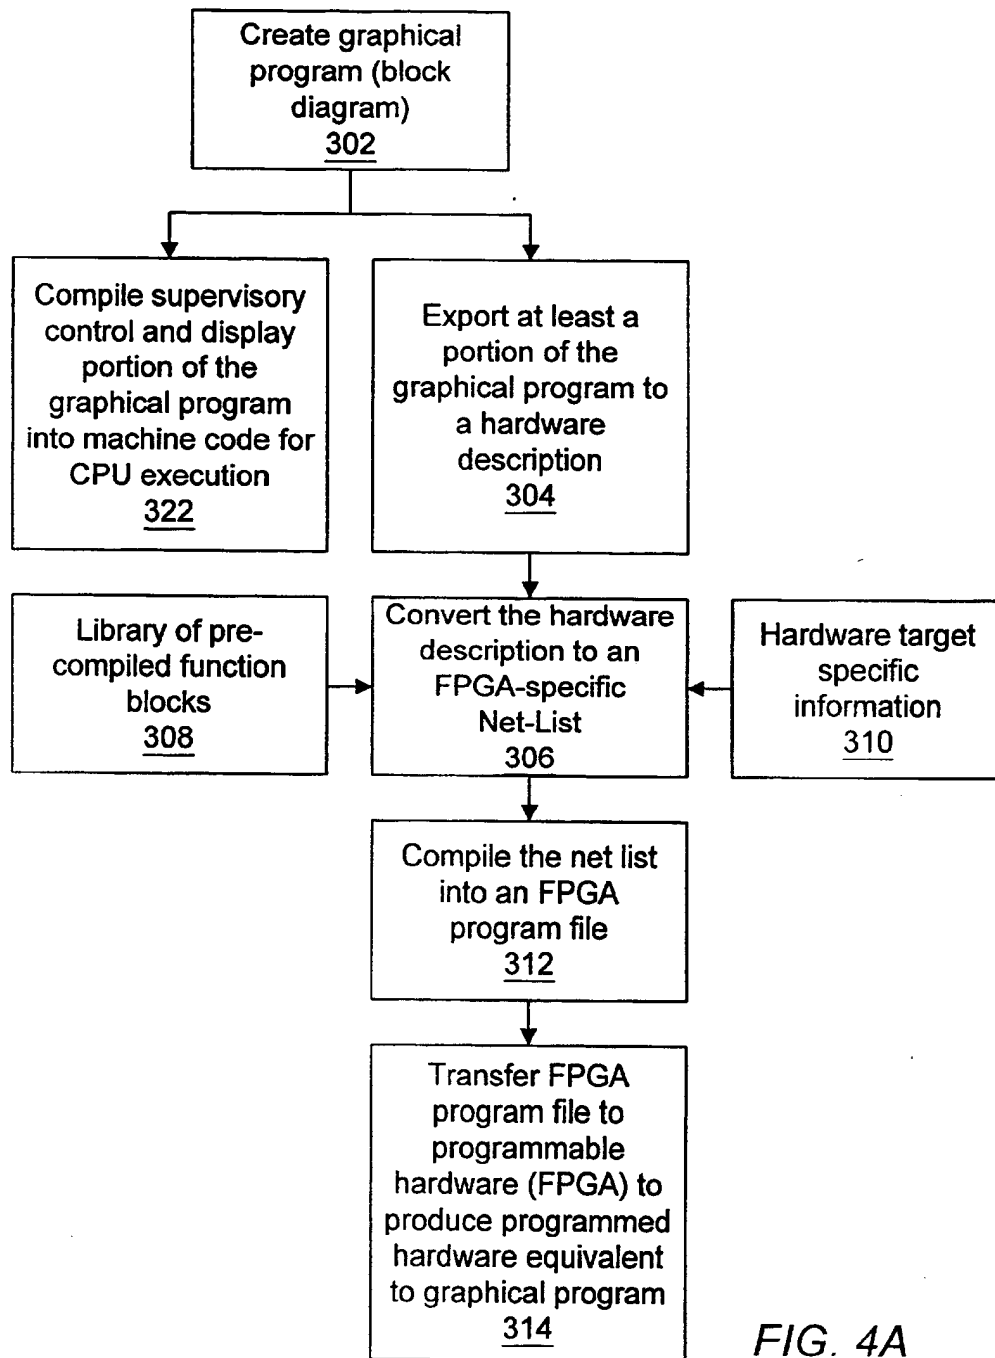 Create graphical
program (block
diagram)
302
Compile supervisory
control and display
portion of the
graphical program
into machine code for
CPU execution
322
Export at least a
portion of the
graphical program to
a hardware
description
304
Library of pre-
compiled function
blocks
308
Convert the hardware
description to an
FPGA-specific
Net-List
306
Hardware target
specific
information
310
Compile the net list
into an FPGA
program file
312
Transfer FPGA
program file to
programmable
hardware (FPGA) to
produce programmed
hardware equivalent
to graphical program
314
FIG. 4A